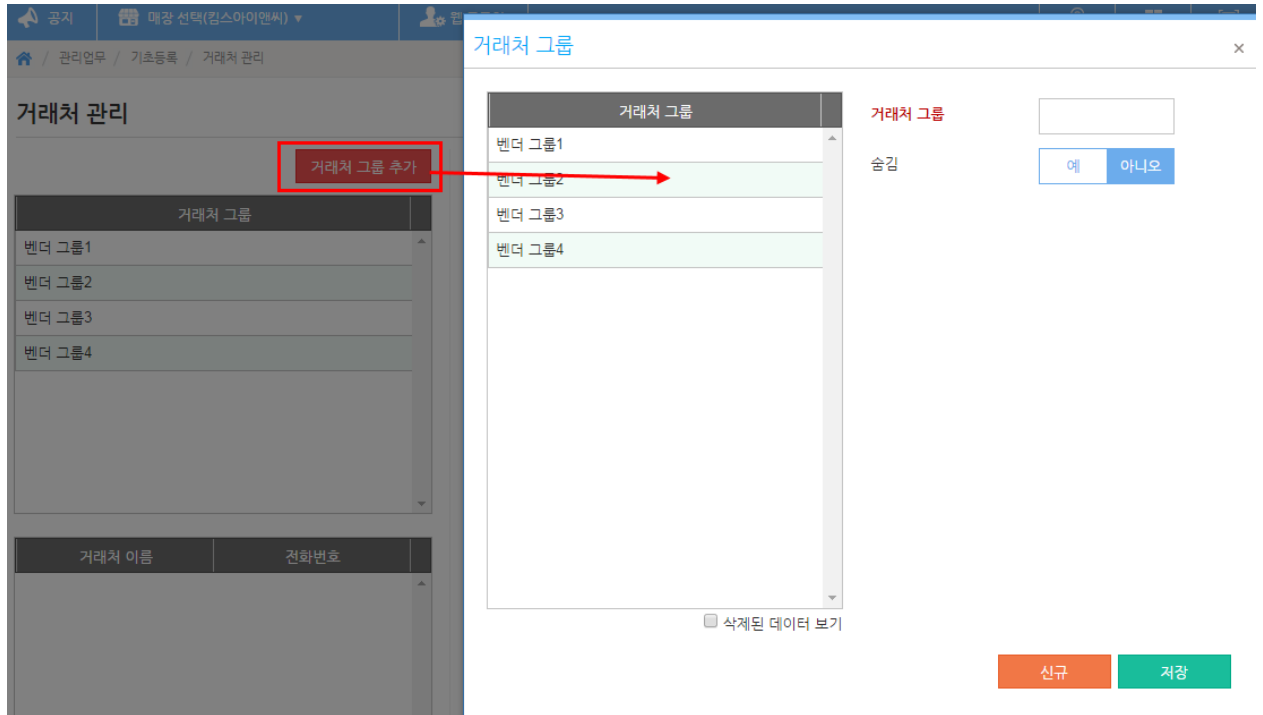 공지 매장 선택(킴스아이앤씨) ▼
/ 관리업무 / 기초등록 / 거래처 관리
거래처 관리
거래처 그룹 추가
거래처 그룹
벤더 그룹1
벤더 그룹2
벤더 그룹3
벤더 그룹4
거래처 이름 전화번호
거래처 그룹 ×
거래처 그룹
벤더 그룹1
벤더 그룹2
벤더 그룹3
벤더 그룹4
삭제된 데이터 보기
거래처 그룹
숨김 예 아니오
신규 저장